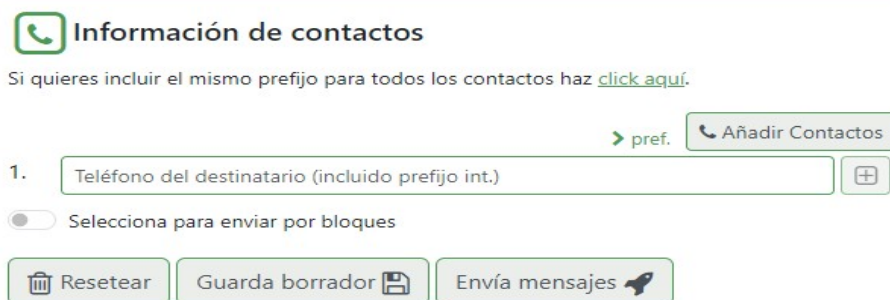 Información de contactos
Si quieres incluir el mismo prefijo para todos los contactos haz click aquí.
pref. Añadir Contactos
1. Teléfono del destinatario (incluido prefijo int.)
Selecciona para enviar por bloques
Resetear Guarda borrador Envía mensajes